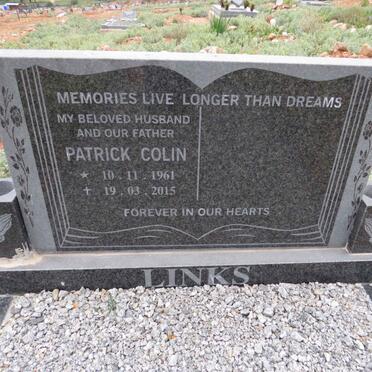 MEMORIES LIVE LONGER THAN DREAMS
MY BELOVED HUSBAND
AND OUR FATHER
PATRICK COLIN
★ 10 . 11 . 1961
✝ 19 . 03 . 2015
FOREVER IN OUR HEARTS
LINKS